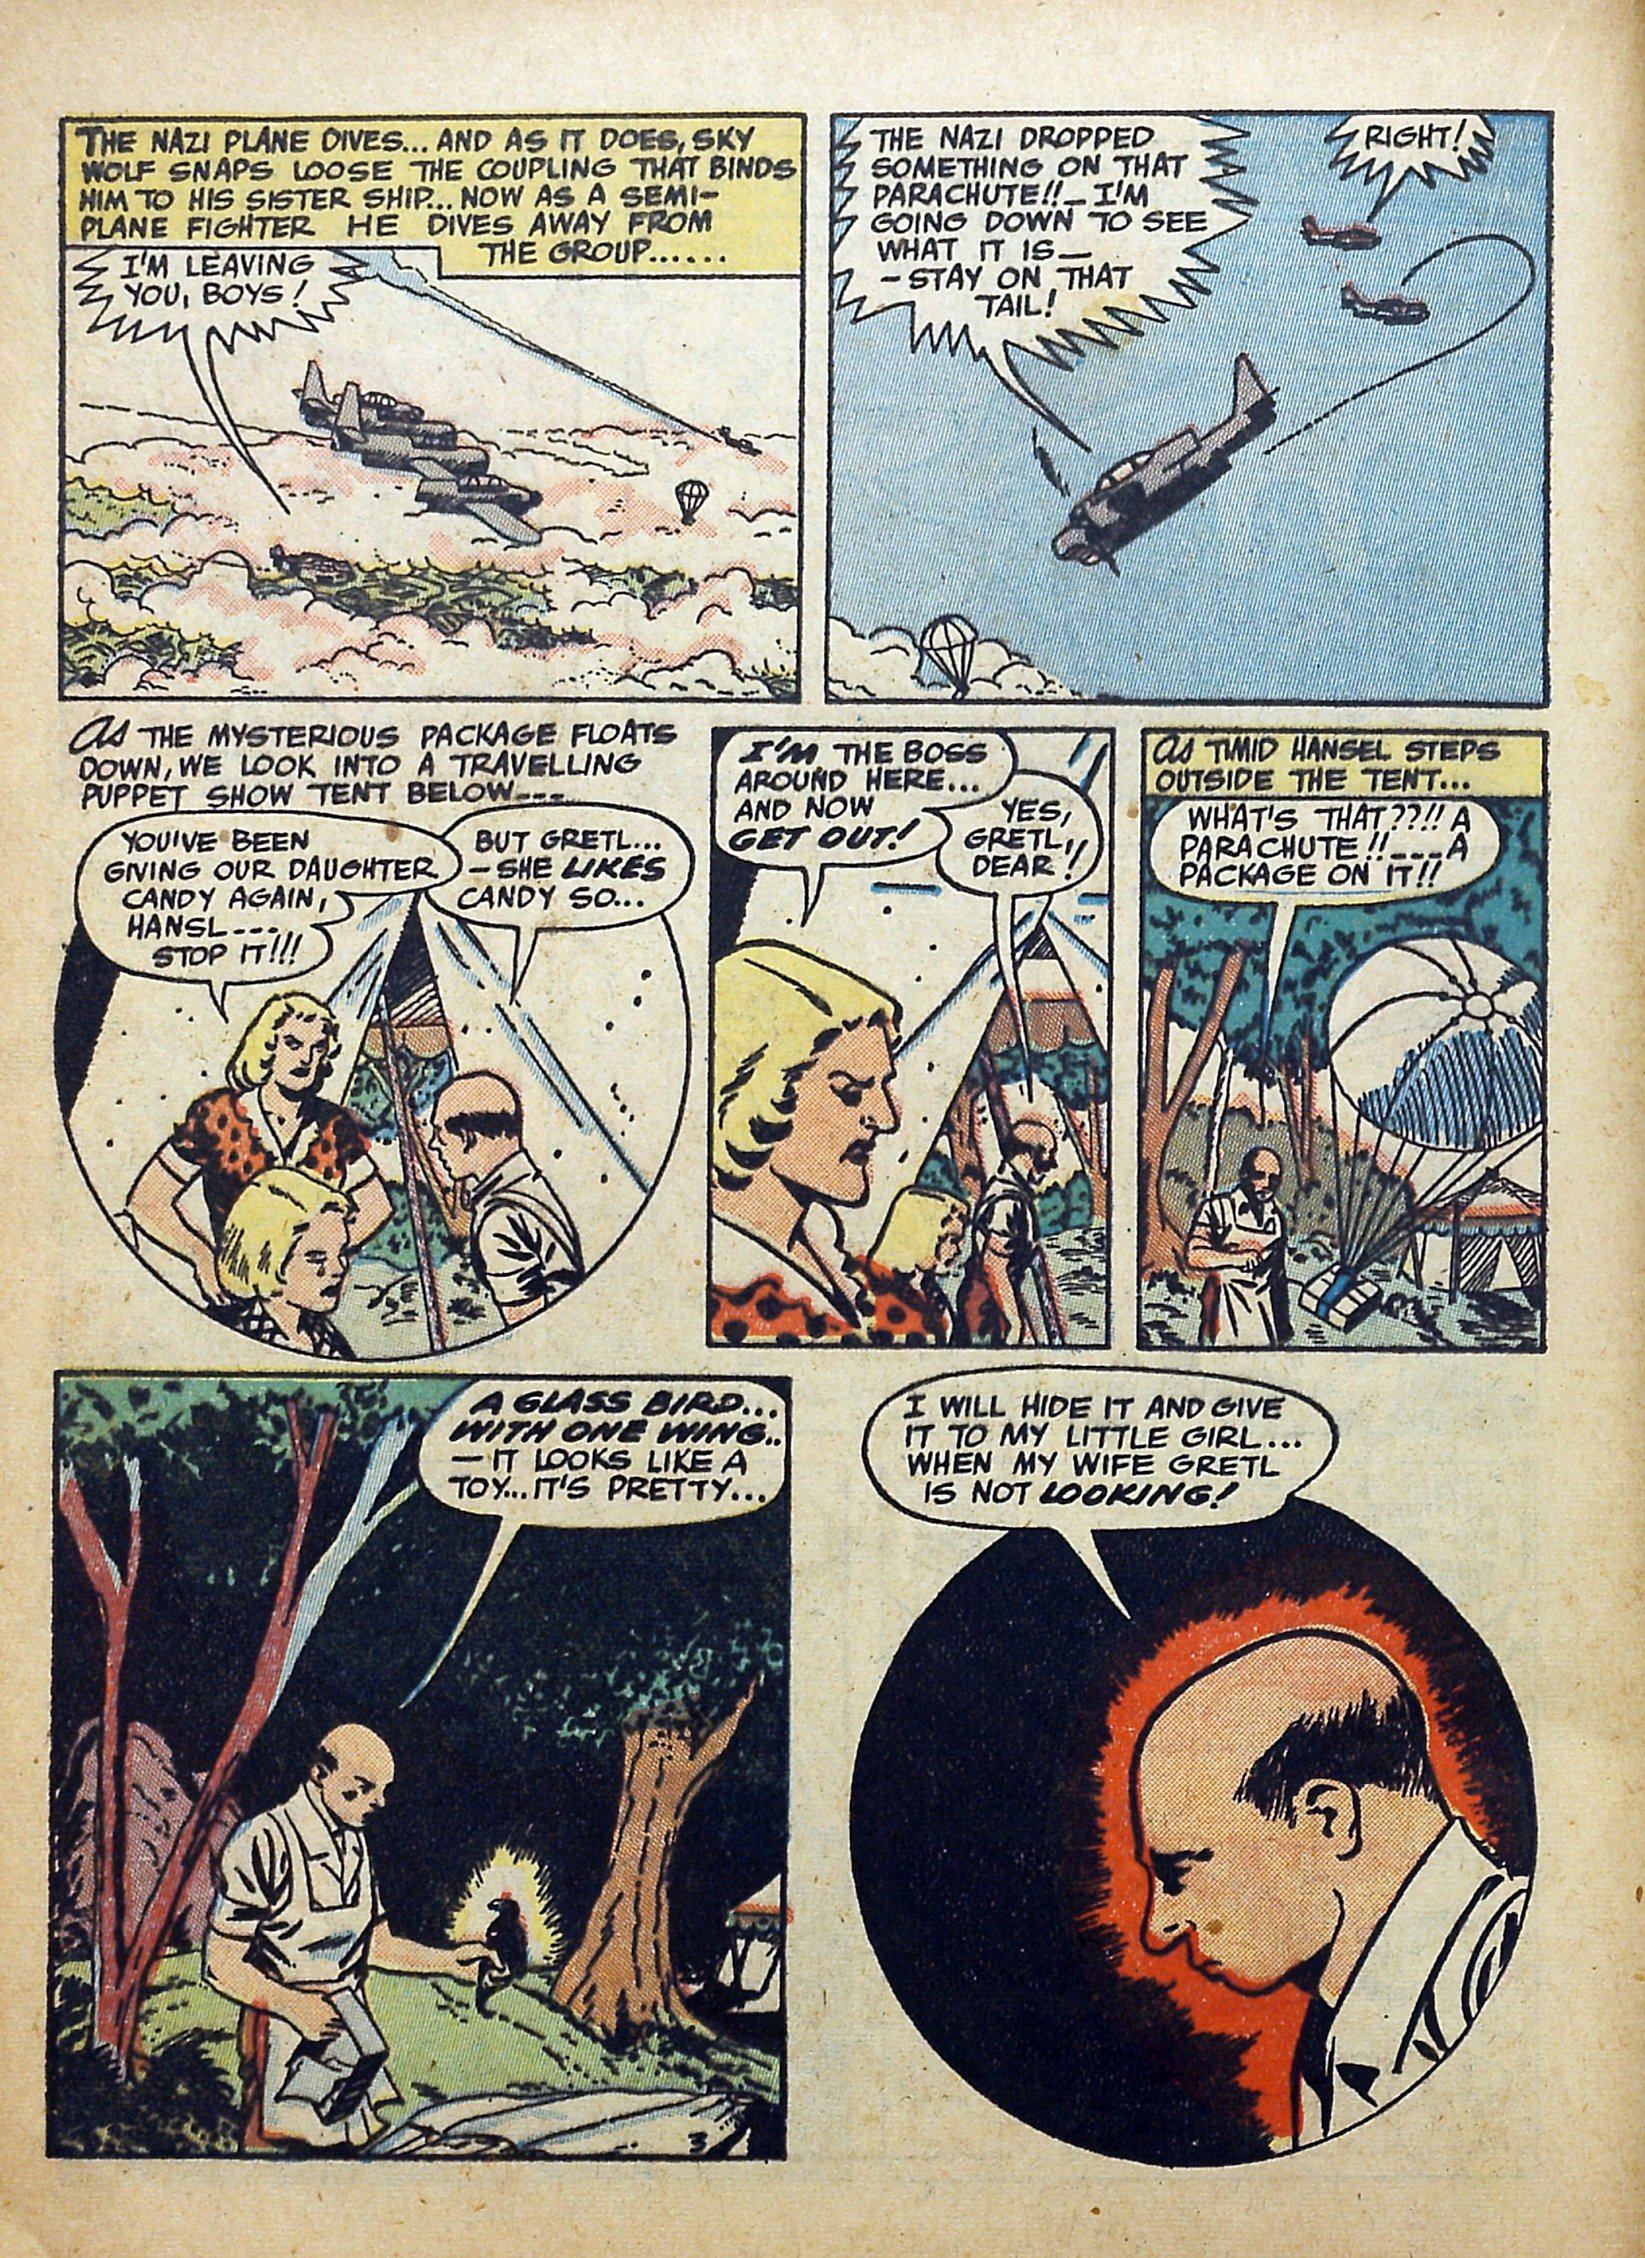 THE NAZI PLANE DIVES... AND AS IT DOES, SKY
WOLF SNAPS LOOSE THE COUPLING THAT BINDS
HIM TO HIS SISTER SHIP... NOW AS A SEMI-
PLANE FIGHTER HE DIVES AWAY FROM
THE GROUP......
I'M LEAVING
YOU, BOYS!
THE NAZI DROPPED
SOMETHING ON THAT
PARACHUTE!! - I'M
GOING DOWN TO SEE
WHAT IT IS -
- STAY ON THAT
TAIL!
RIGHT!
AS THE MYSTERIOUS PACKAGE FLOATS
DOWN, WE LOOK INTO A TRAVELLING
PUPPET SHOW TENT BELOW---
YOU'VE BEEN
GIVING OUR DAUGHTER
CANDY AGAIN,
HANSL---
STOP IT!!!
BUT GRETL...
- SHE LIKES
CANDY SO...
I'M THE BOSS
AROUND HERE...
AND NOW
GET OUT!
YES,
GRETL,
DEAR!!
AS TIMID HANSEL STEPS
OUTSIDE THE TENT...
WHAT'S THAT??!! A
PARACHUTE!! --- A
PACKAGE ON IT!!
A GLASS BIRD...
WITH ONE WING..
- IT LOOKS LIKE A
TOY... IT'S PRETTY...
3
I WILL HIDE IT AND GIVE
IT TO MY LITTLE GIRL...
WHEN MY WIFE GRETL
IS NOT LOOKING!